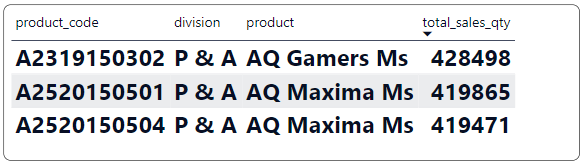 product_code division product total_sales_qty
A2319150302 P & A AQ Gamers Ms 428498
A2520150501 P & A AQ Maxima Ms 419865
A2520150504 P & A AQ Maxima Ms 419471